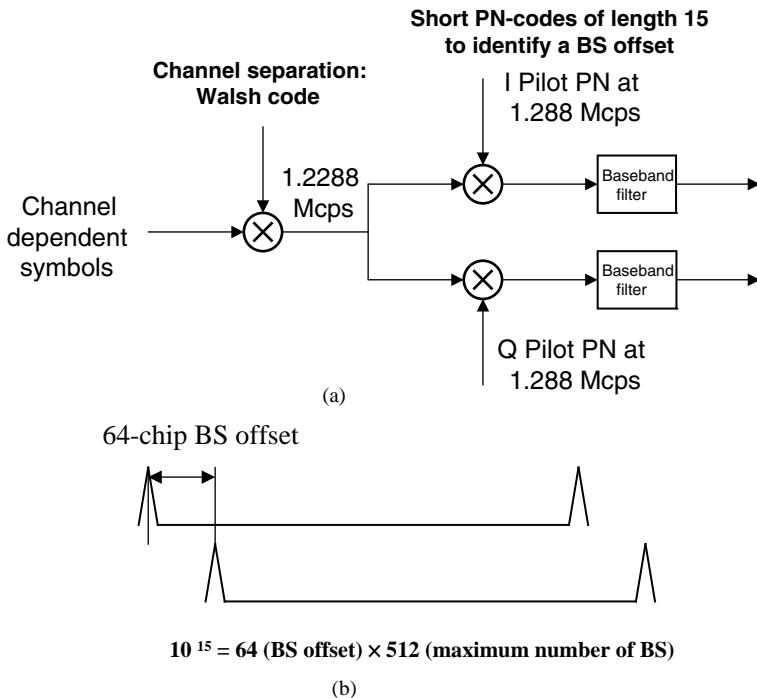 Short PN-codes of length 15
to identify a BS offset
Channel separation:
Walsh code
I Pilot PN at
1.288 Mcps
1.2288
Mcps
Baseband
filter
Channel
dependent
symbols
Baseband
filter
Q Pilot PN at
1.288 Mcps
(a)
64-chip BS offset
10 15 = 64 (BS offset) × 512 (maximum number of BS)
(b)